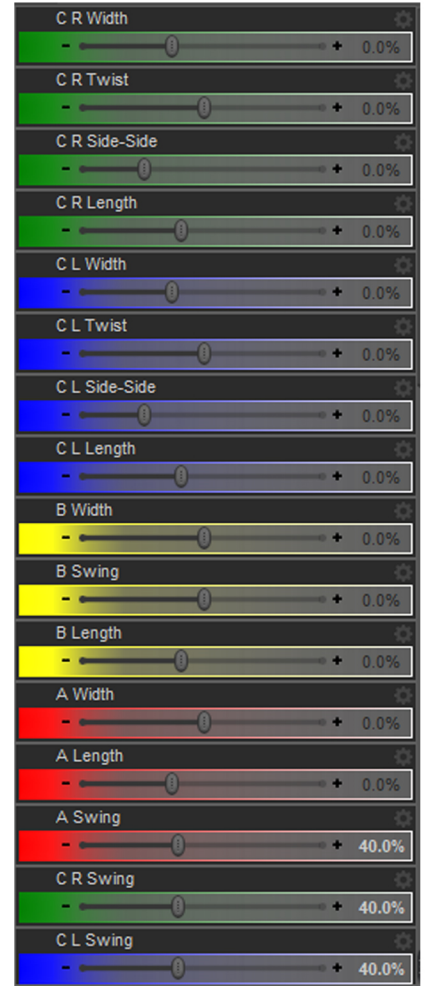 C R Width
- + 0.0%
C R Twist
- + 0.0%
C R Side-Side
- + 0.0%
C R Length
- + 0.0%
C L Width
- + 0.0%
C L Twist
- + 0.0%
C L Side-Side
- + 0.0%
C L Length
- + 0.0%
B Width
- + 0.0%
B Swing
- + 0.0%
B Length
- + 0.0%
A Width
- + 0.0%
A Length
- + 0.0%
A Swing
- + 40.0%
C R Swing
- + 40.0%
C L Swing
- + 40.0%